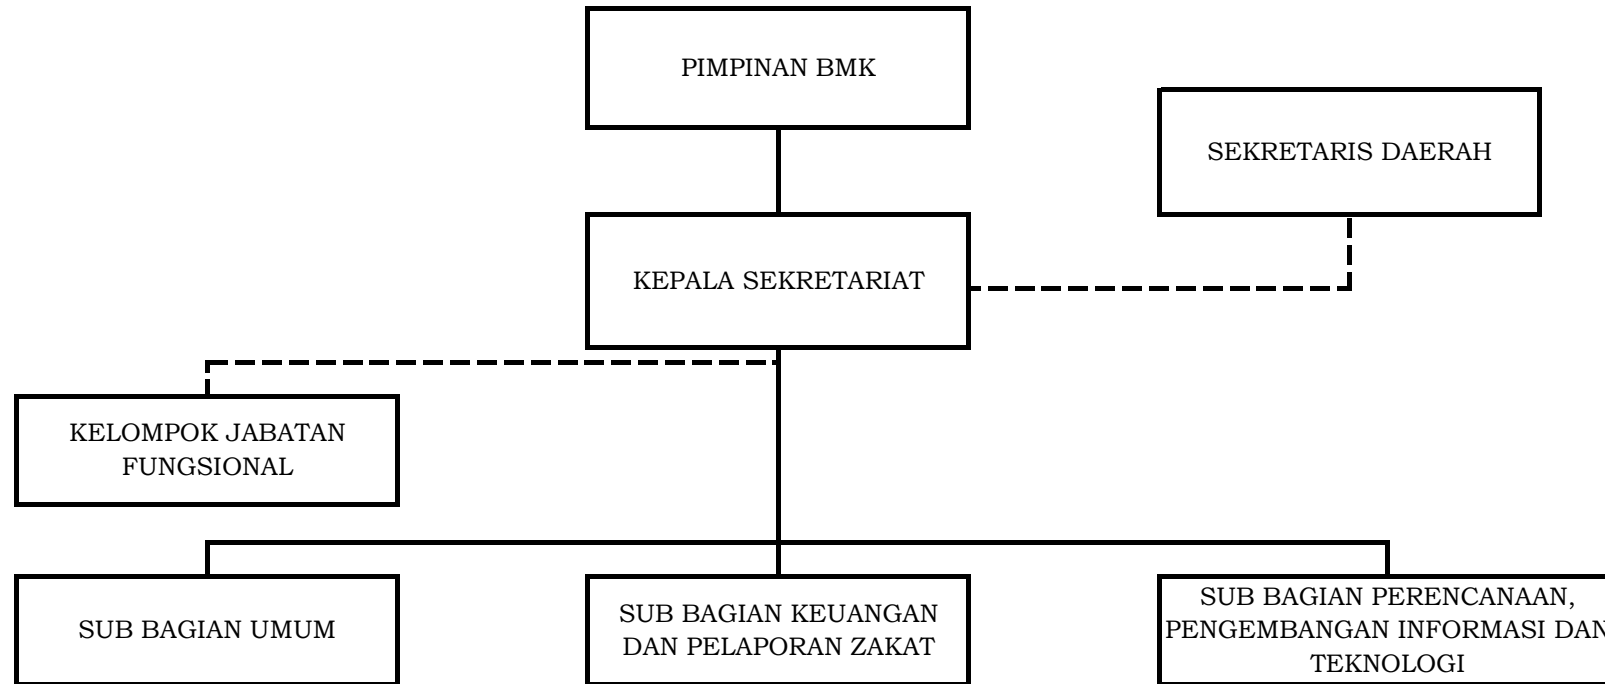 PIMPINAN BMK
SEKRETARIS DAERAH
KEPALA SEKRETARIAT
KELOMPOK JABATAN
FUNGSIONAL
SUB BAGIAN UMUM
SUB BAGIAN KEUANGAN
DAN PELAPORAN ZAKAT
SUB BAGIAN PERENCANAAN,
PENGEMBANGAN INFORMASI DAN
TEKNOLOGI